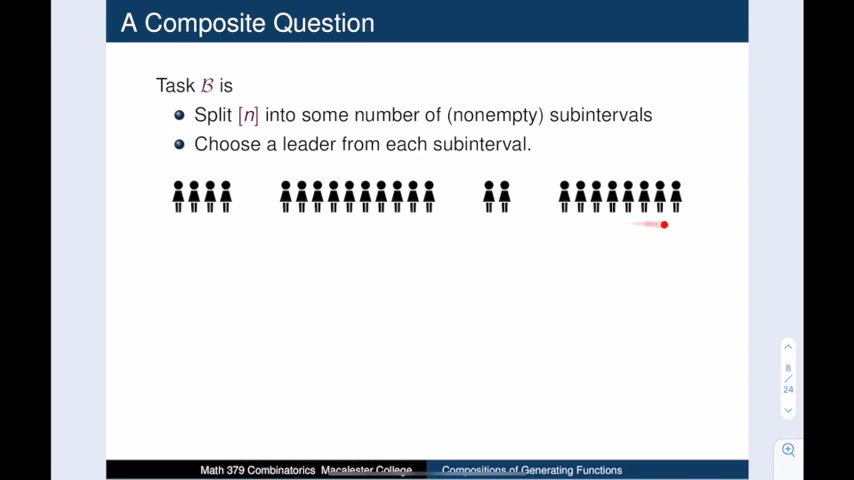 A Composite Question
Task B is
Split [n] into some number of (nonempty) subintervals
Choose a leader from each subinterval.
8
/
24
Math 379 Combinatorics Macalester College
Compositions of Generating Functions